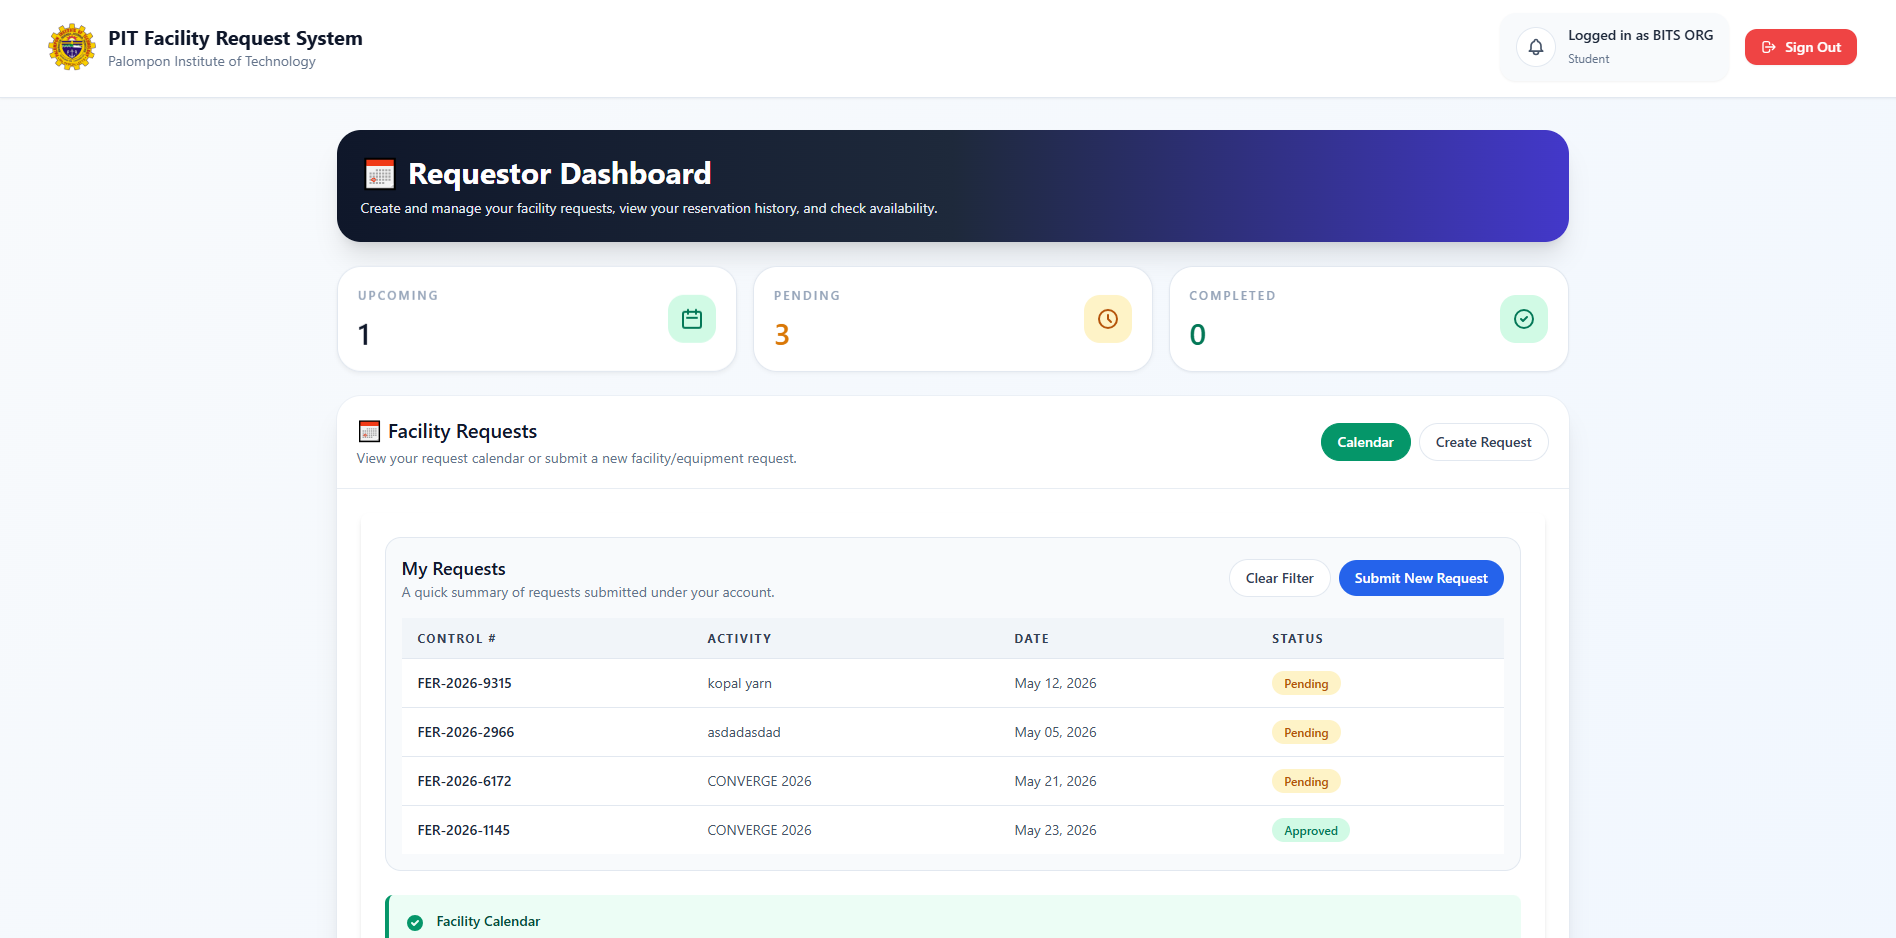 PIT Facility Request System
Palompon Institute of Technology
Logged in as BITS ORG
Student
Sign Out
Requestor Dashboard
Create and manage your facility requests, view your reservation history, and check availability.
UPCOMING
1
PENDING
3
COMPLETED
0
Facility Requests
View your request calendar or submit a new facility/equipment request.
Calendar
Create Request
My Requests
A quick summary of requests submitted under your account.
Clear Filter
Submit New Request
CONTROL # ACTIVITY DATE STATUS
FER-2026-9315 kopal yarn May 12, 2026 Pending
FER-2026-2966 asdadasdad May 05, 2026 Pending
FER-2026-6172 CONVERGE 2026 May 21, 2026 Pending
FER-2026-1145 CONVERGE 2026 May 23, 2026 Approved
Facility Calendar